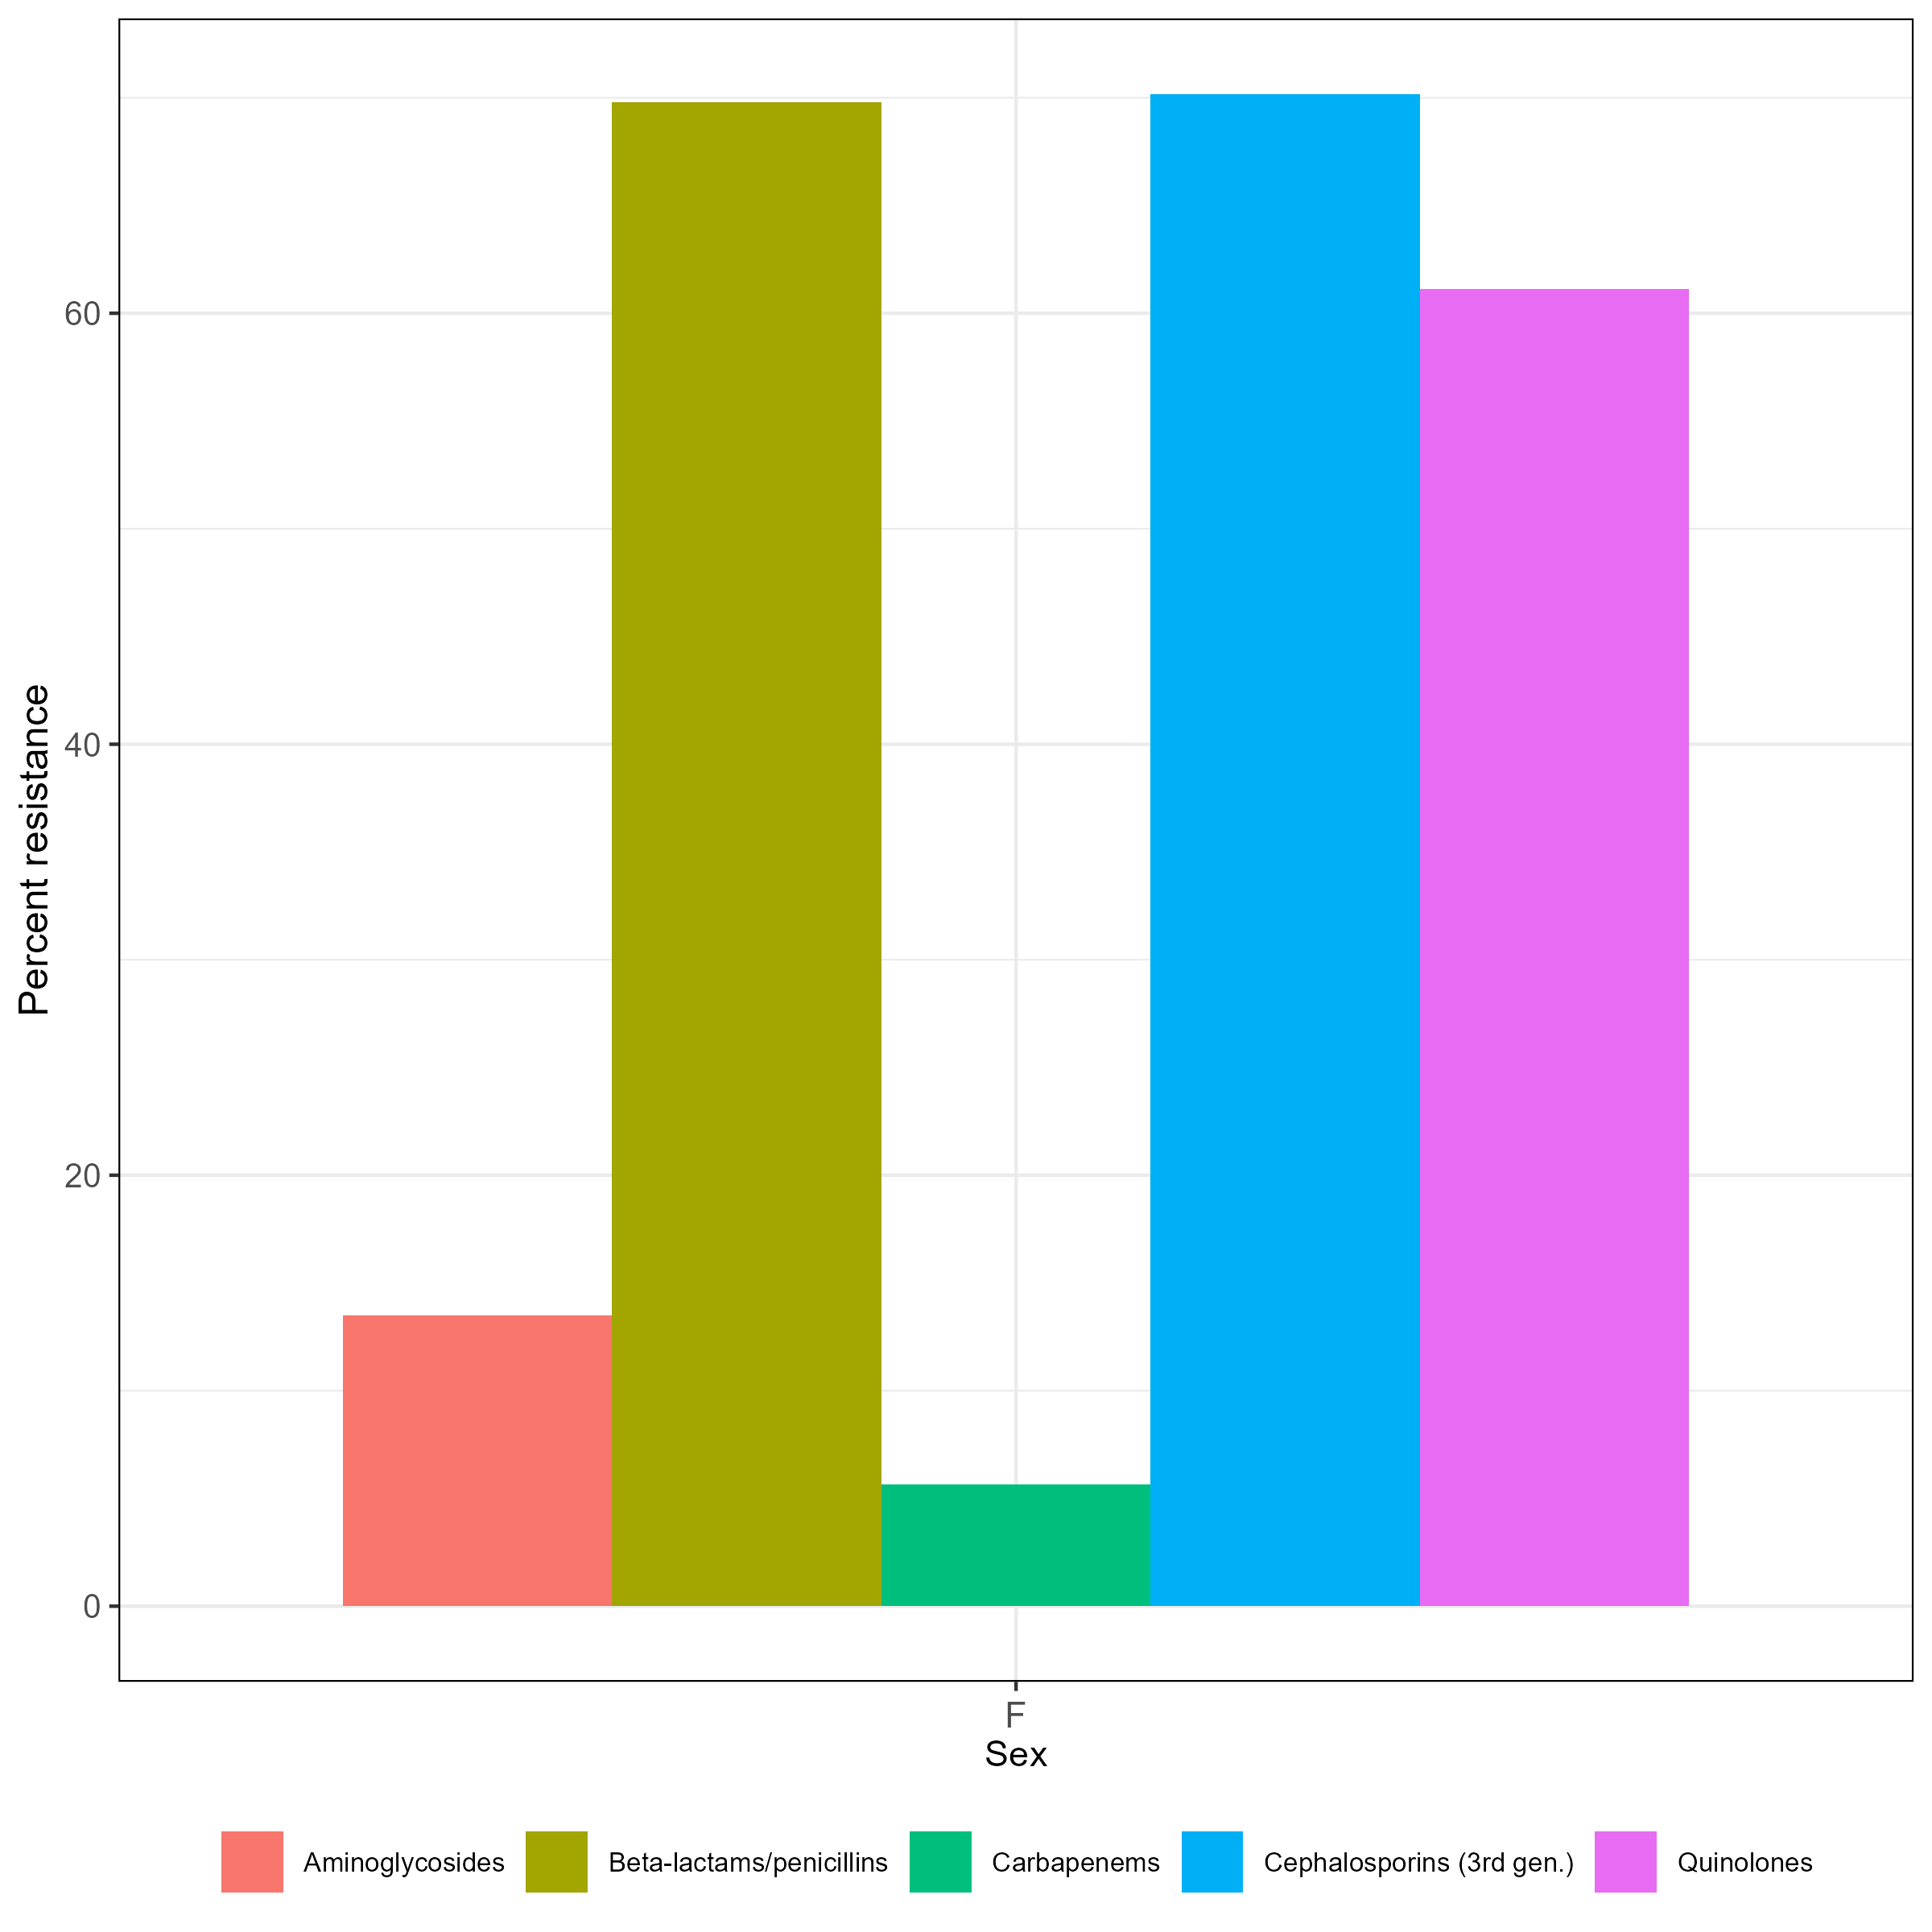 Percent resistance
60
40
20
0
F
Sex
Aminoglycosides Beta-lactams/penicillins Carbapenems Cephalosporins (3rd gen.) Quinolones